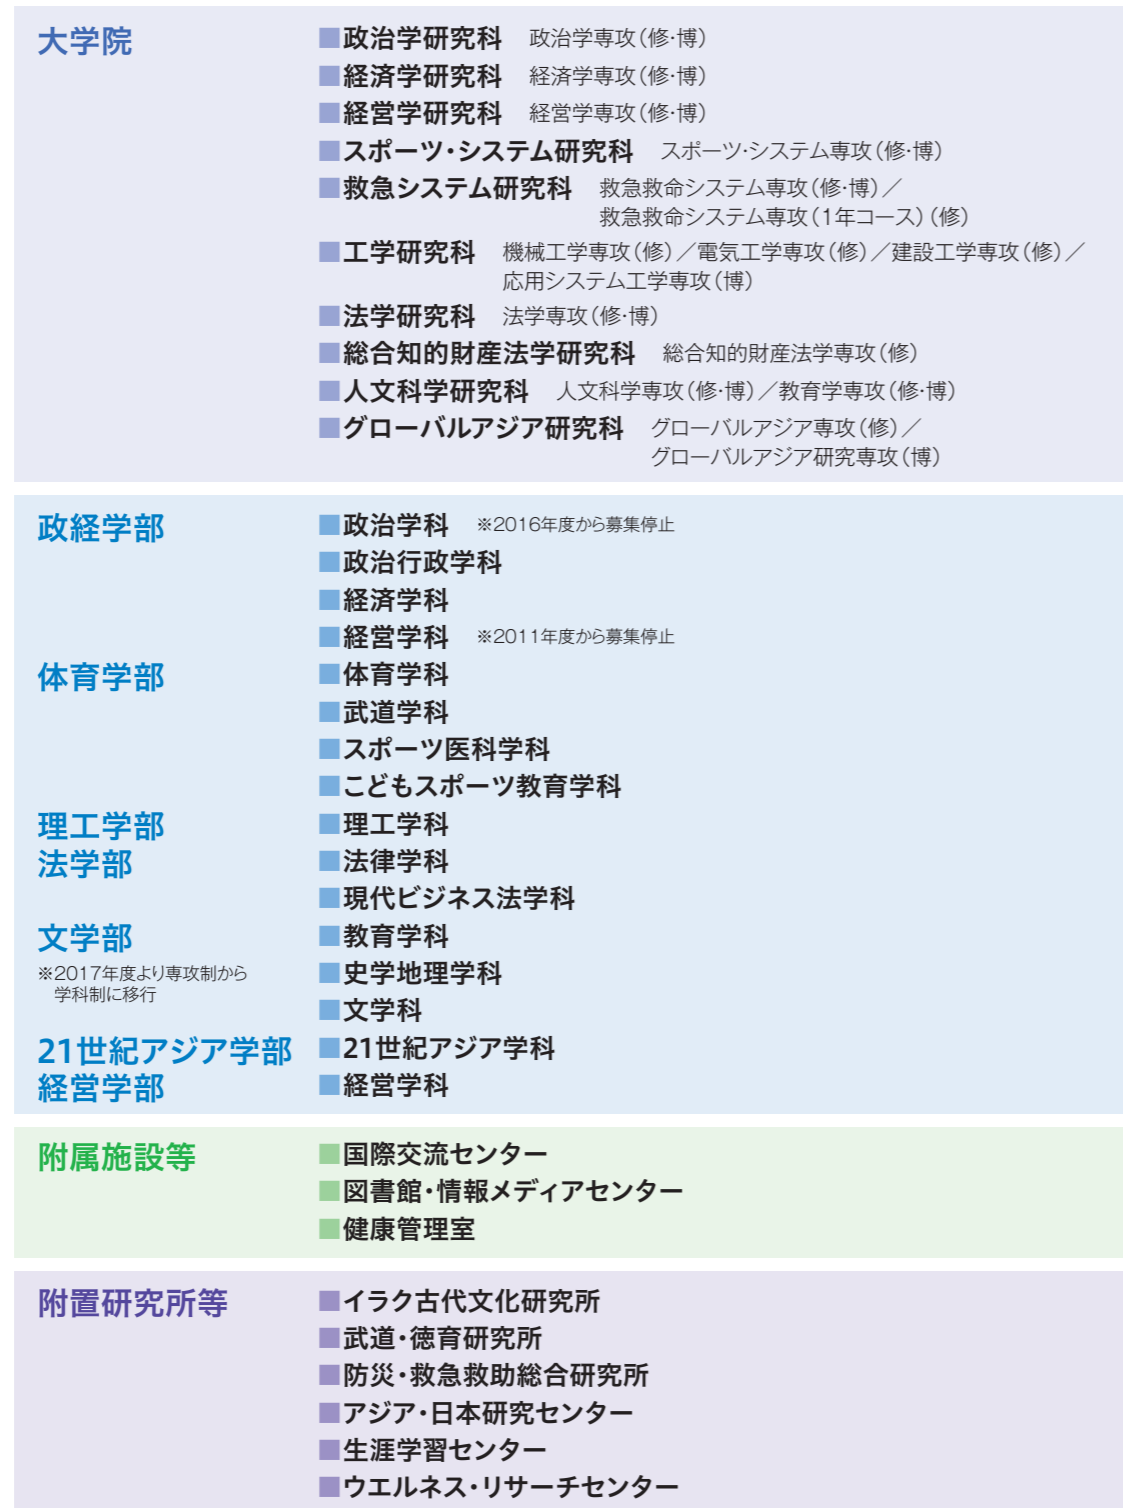 大学院
■政治学研究科 政治学専攻（修・博）
■経済学研究科 経済学専攻（修・博）
■経営学研究科 経営学専攻（修・博）
■スポーツ・システム研究科 スポーツ・システム専攻（修・博）
■救急システム研究科 救急救命システム専攻（修・博）／
救急救命システム専攻（1年コース）（修）
■工学研究科 機械工学専攻（修）／電気工学専攻（修）／建設工学専攻（修）／
応用システム工学専攻（博）
■法学研究科 法学専攻（修・博）
■総合知的財産法学研究科 総合知的財産法学専攻（修）
■人文科学研究科 人文科学専攻（修・博）／教育学専攻（修・博）
■グローバルアジア研究科 グローバルアジア専攻（修）／
グローバルアジア研究専攻（博）
政経学部
■政治学科 ※2016年度から募集停止
■政治行政学科
■経済学科
■経営学科 ※2011年度から募集停止
体育学部
■体育学科
■武道学科
■スポーツ医科学科
■こどもスポーツ教育学科
理工学部
■理工学科
法学部
■法律学科
■現代ビジネス法学科
文学部
※2017年度より専攻制から
学科制に移行
■教育学科
■史学地理学科
■文学科
21世紀アジア学部
■21世紀アジア学科
経営学部
■経営学科
附属施設等
■国際交流センター
■図書館・情報メディアセンター
■健康管理室
附置研究所等
■イラク古代文化研究所
■武道・徳育研究所
■防災・救急救助総合研究所
■アジア・日本研究センター
■生涯学習センター
■ウエルネス・リサーチセンター